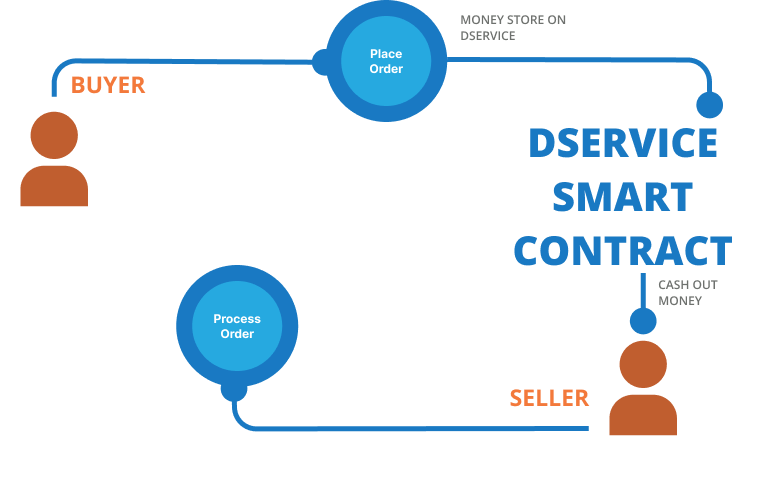 MONEY STORE ON
DSERVICE
Place
Order
BUYER
DSERVICE
SMART
CONTRACT
CASH OUT
MONEY
Process
Order
SELLER